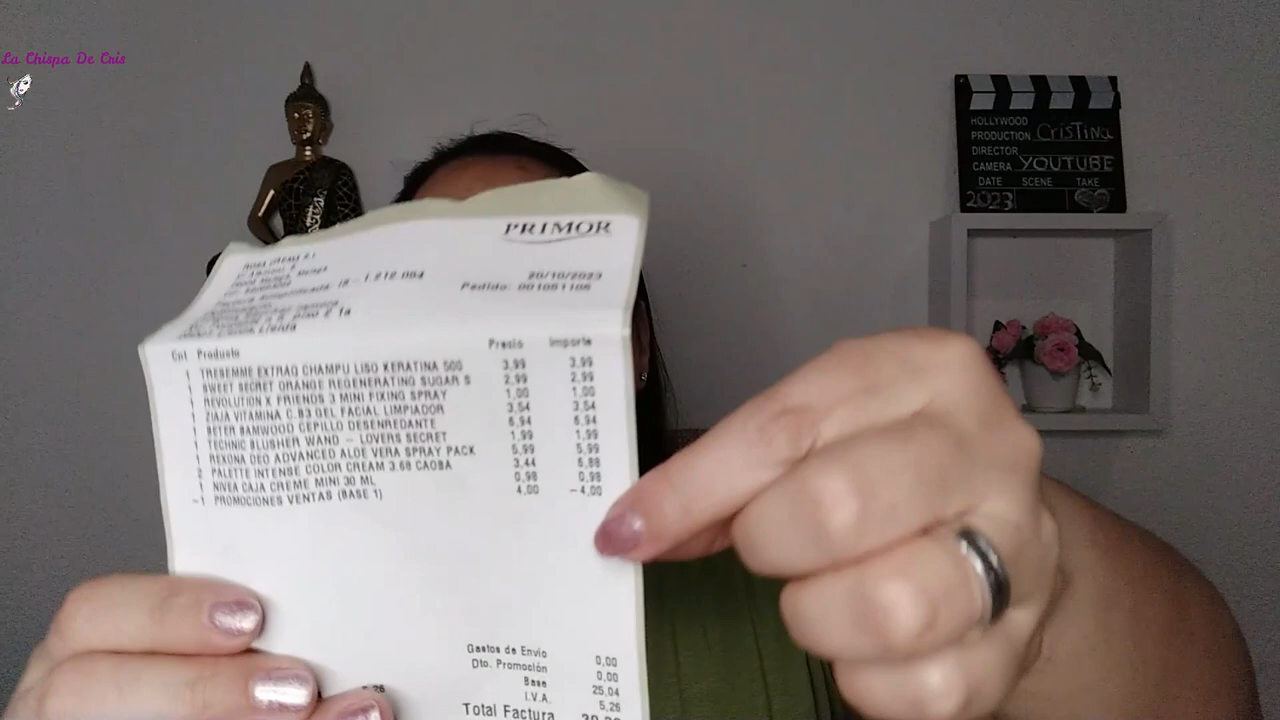 La Chispa De Cris
HOLLYWOOD
PRODUCTION CRISTINA
DIRECTOR
CAMERA YOUTUBE
DATE SCENE TAKE
2023
PRIMOR
20/10/2023
Pedido: 001051106
Cnt Producto Precio Importe
1 TRESEMME EXTRAO CHAMPU LISO KERATINA 500 3,99 3,99
1 SWEET SECRET ORANGE REGENERATING SUGAR S 2,99 2,99
1 REVOLUTION X FRIENDS 3 MINI FIXING SPRAY 1,00 1,00
1 ZIAJA VITAMINA C.B3 GEL FACIAL LIMPIADOR 3,54 3,54
1 BETER BAMWOOD CEPILLO DESENREDANTE 6,94 6,94
1 TECHNIC BLUSHER WAND - LOVERS SECRET 1,99 1,99
1 REXONA DEO ADVANCED ALOE VERA SPRAY PACK 5,99 5,99
2 PALETTE INTENSE COLOR CREAM 3.68 CAOBA 3,44 6,88
1 NIVEA CAJA CREME MINI 30 ML 0,98 0,98
-1 PROMOCIONES VENTAS (BASE 1) 4,00 -4,00
Gastos de Envío 0,00
Dto. Promoción 0,00
Base 25,04
I.V.A. 5,26
5,26
Total Factura